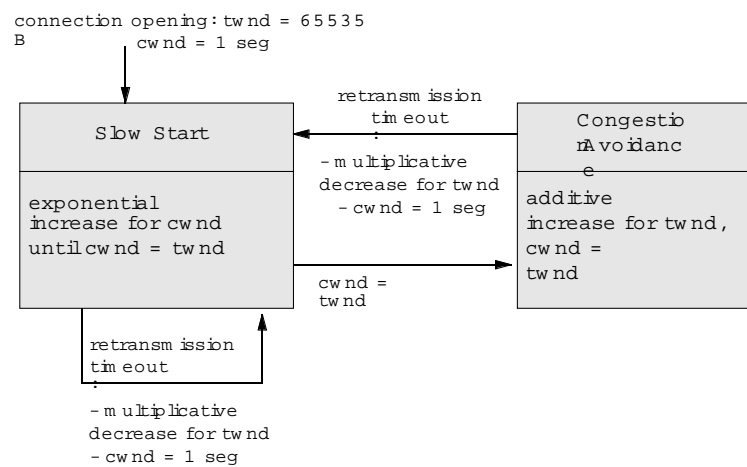 connection opening: twnd = 65535
B
cwnd = 1 seg
retransmission
timeout
:
- multiplicative
decrease for twnd
- cwnd = 1 seg
Slow Start
exponential
increase for cwnd
until cwnd = twnd
Congestio
n Avoidanc
e
additive
increase for twnd,
cwnd =
twnd
cwnd =
twnd
retransmission
timeout
:
- multiplicative
decrease for twnd
- cwnd = 1 seg